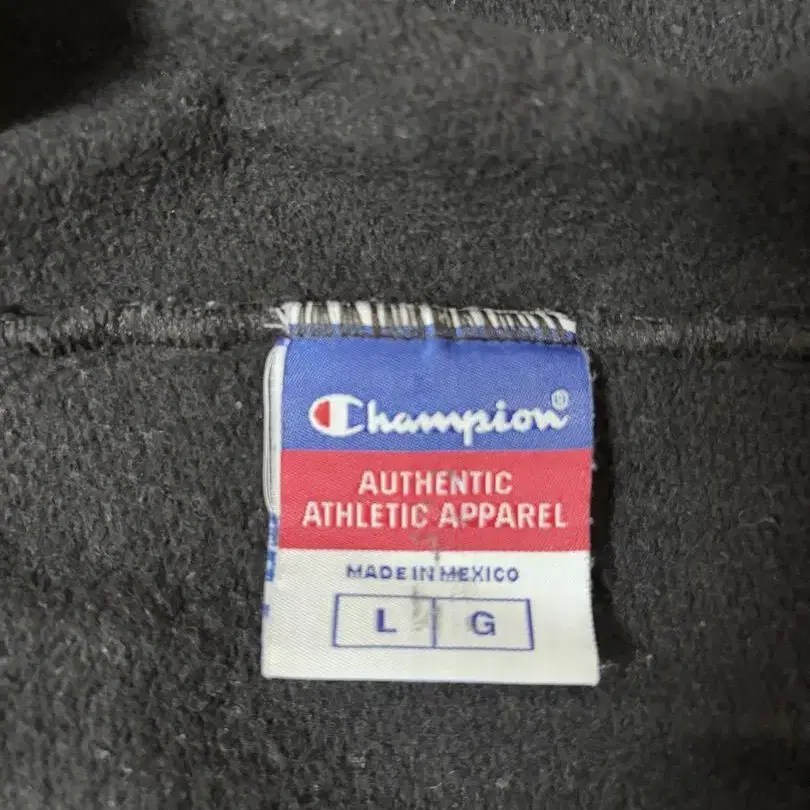 Champion®
AUTHENTIC
ATHLETIC APPAREL
MADE IN MEXICO
L G